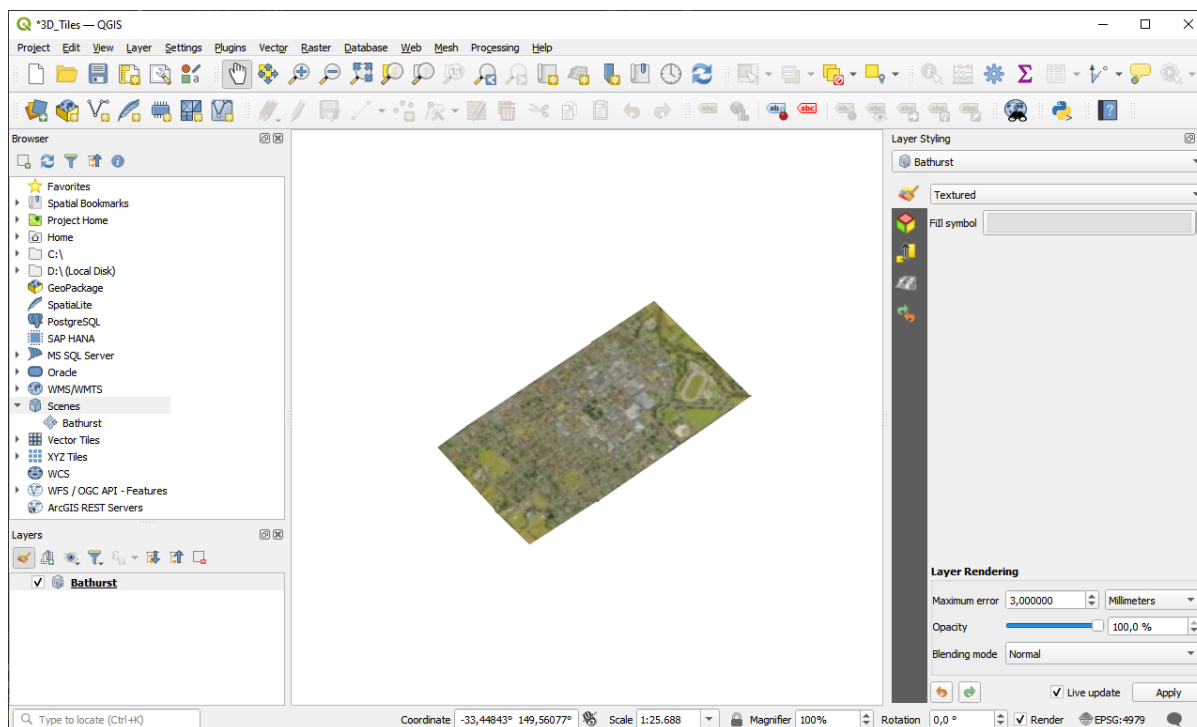 *3D_Tiles — QGIS
Project Edit View Layer Settings Plugins Vector Raster Database Web Mesh Processing Help
Browser
Favorites
Spatial Bookmarks
Project Home
Home
C:\
D:\ (Local Disk)
GeoPackage
SpatiaLite
PostgreSQL
SAP HANA
MS SQL Server
Oracle
WMS/WMTS
Scenes
Bathurst
Vector Tiles
XYZ Tiles
WCS
WFS / OGC API - Features
ArcGIS REST Servers
Layers
Bathurst
Layer Styling
Bathurst
Textured
Fill symbol
Layer Rendering
Maximum error 3,000000 Millimeters
Opacity 100,0 %
Blending mode Normal
Live update Apply
Type to locate (Ctrl+K) Coordinate -33,44843° 149,56077° Scale 1:25.688 Magnifier 100% Rotation 0,0 ° Render EPSG:4979